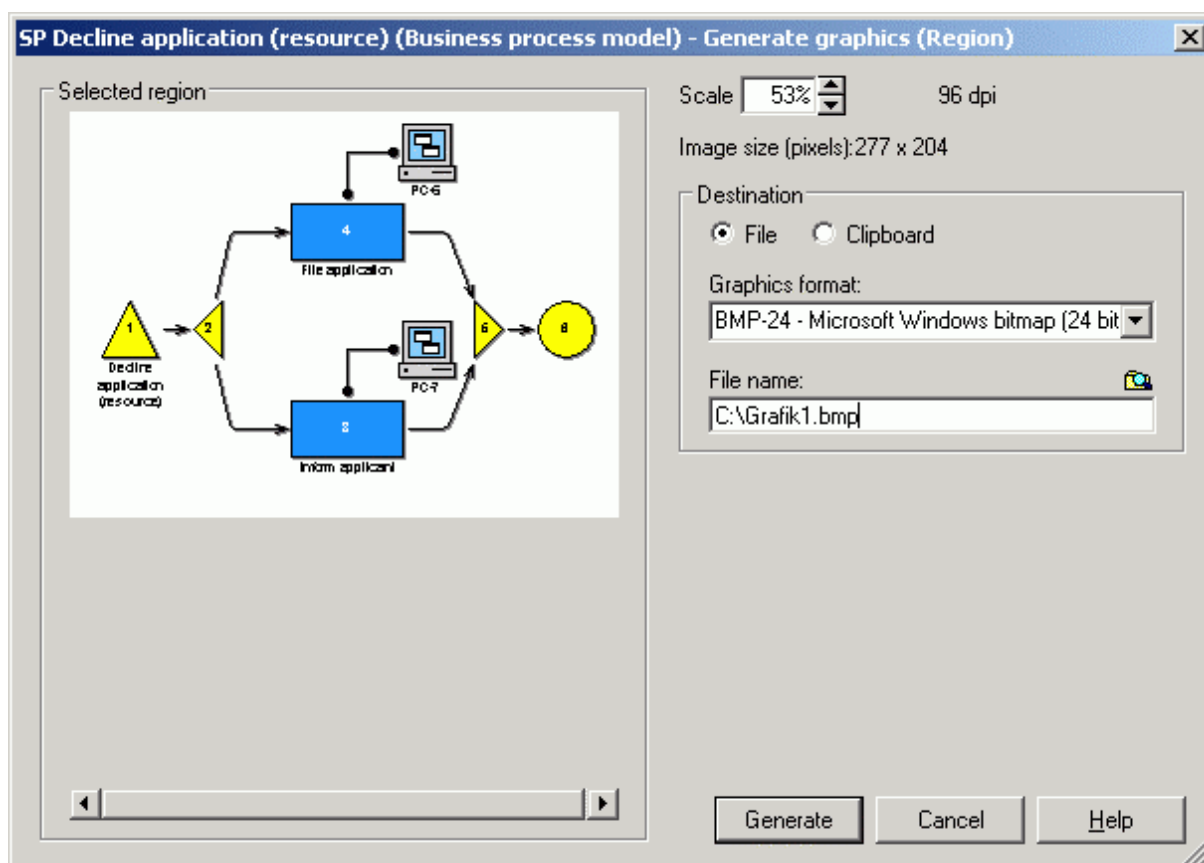 SP Decline application (resource) (Business process model) - Generate graphics (Region)
Selected region
PC-6
4
File application
1
2
5
6
Decline
application
(resource)
PC-7
3
Inform applicant
Scale 53% 96 dpi
Image size (pixels):277 x 204
Destination
File Clipboard
Graphics format:
BMP-24 - Microsoft Windows bitmap (24 bit
File name:
C:\Grafik1.bmp
Generate Cancel Help